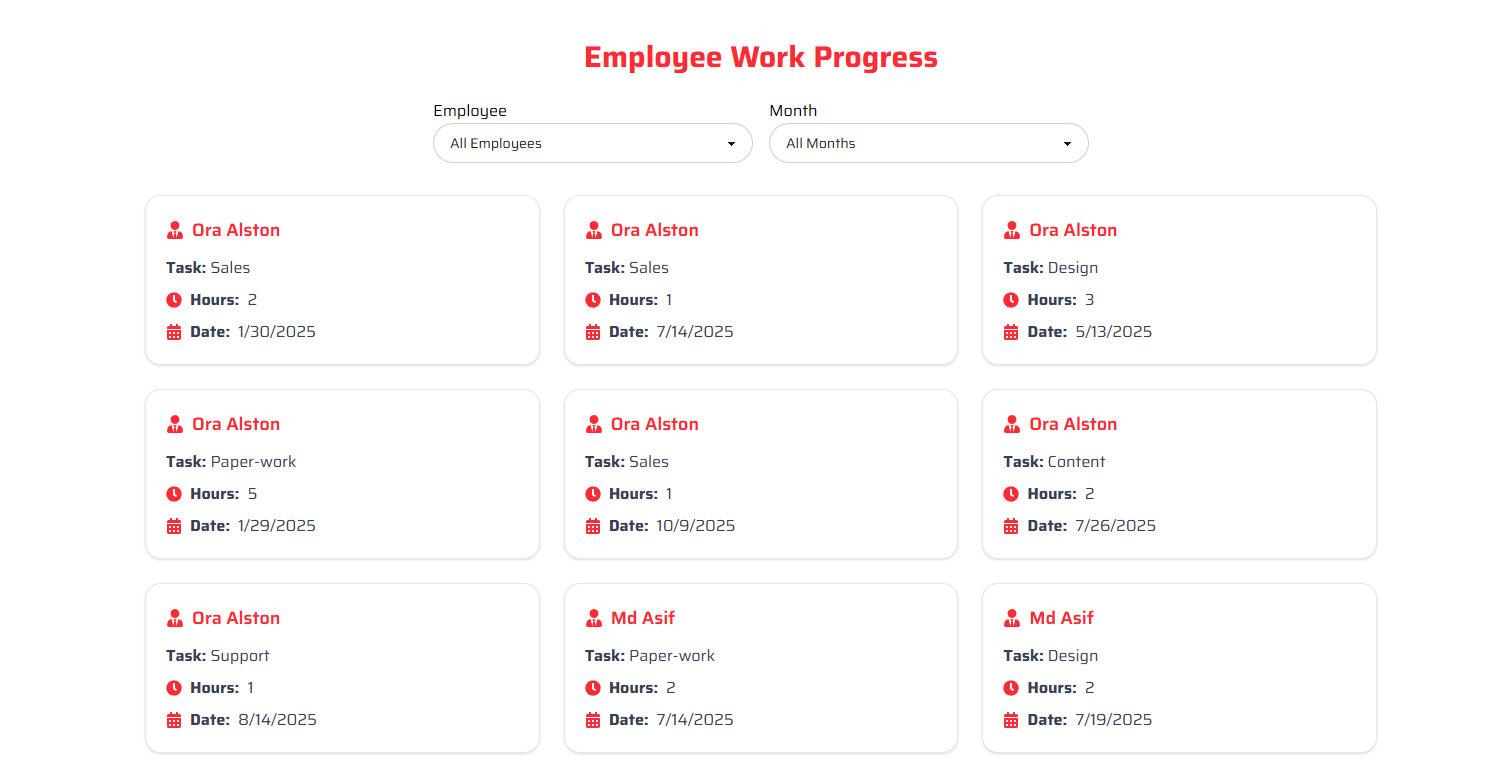 Employee Work Progress
Employee
All Employees
Month
All Months
Ora Alston
Task: Sales
Hours: 2
Date: 1/30/2025
Ora Alston
Task: Sales
Hours: 1
Date: 7/14/2025
Ora Alston
Task: Design
Hours: 3
Date: 5/13/2025
Ora Alston
Task: Paper-work
Hours: 5
Date: 1/29/2025
Ora Alston
Task: Sales
Hours: 1
Date: 10/9/2025
Ora Alston
Task: Content
Hours: 2
Date: 7/26/2025
Ora Alston
Task: Support
Hours: 1
Date: 8/14/2025
Md Asif
Task: Paper-work
Hours: 2
Date: 7/14/2025
Md Asif
Task: Design
Hours: 2
Date: 7/19/2025